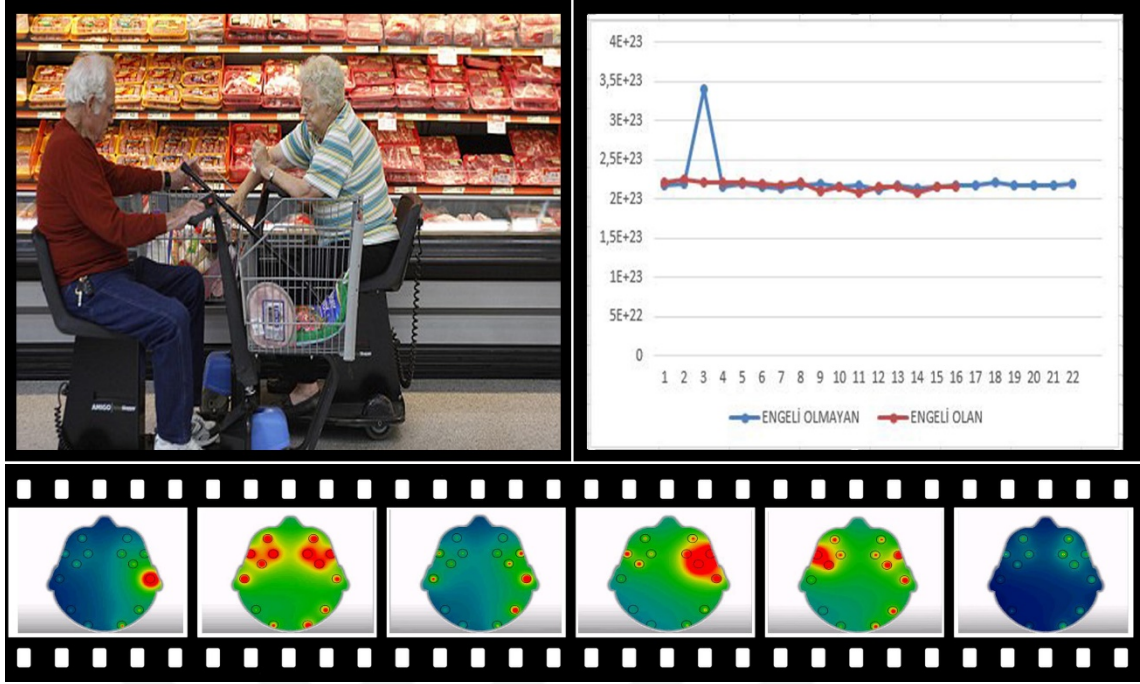 AMIGO
4E+23
3,5E+23
3E+23
2,5E+23
2E+23
1,5E+23
1E+23
5E+22
0
1 2 3 4 5 6 7 8 9 10 11 12 13 14 15 16 17 18 19 20 21 22
ENGELİ OLMAYAN ENGELİ OLAN